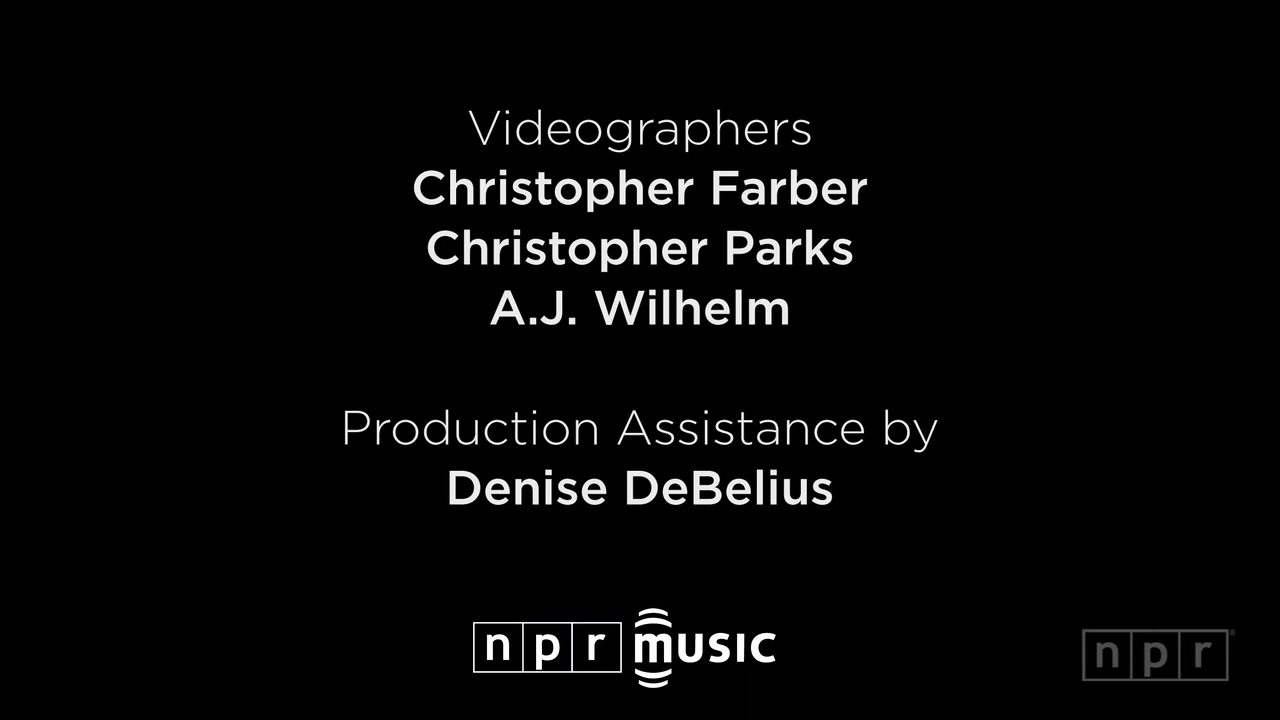 Videographers
Christopher Farber
Christopher Parks
A.J. Wilhelm
Production Assistance by
Denise DeBelius
npr music
npr®